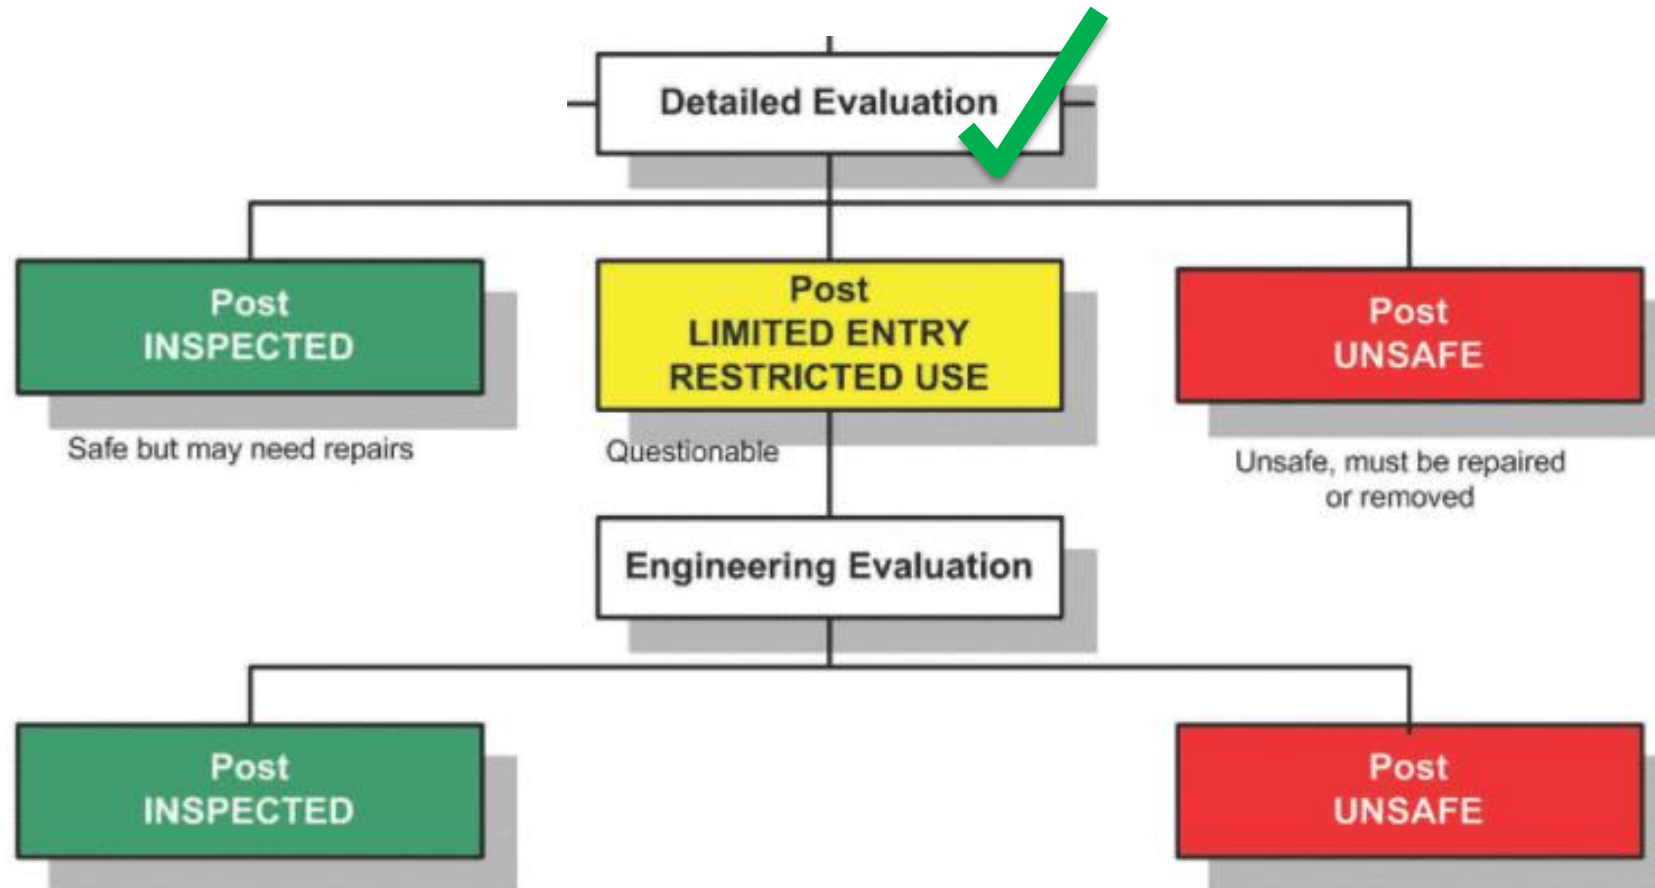 Detailed Evaluation
Post
INSPECTED
Post
LIMITED ENTRY
RESTRICTED USE
Post
UNSAFE
Safe but may need repairs
Questionable
Unsafe, must be repaired
or removed
Engineering Evaluation
Post
INSPECTED
Post
UNSAFE